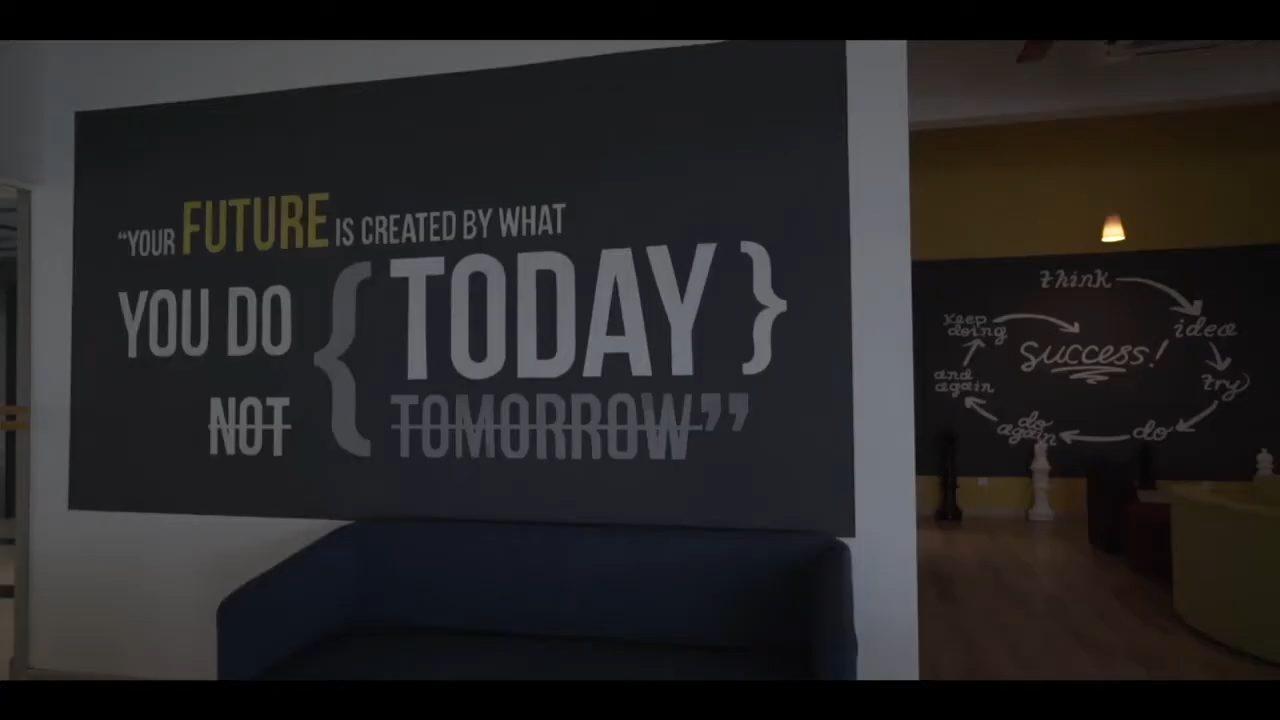 “YOUR FUTURE IS CREATED BY WHAT
YOU DO { TODAY }
NOT TOMORROW”
think
idea
try
do
do
again
and
again
keep
doing
success!